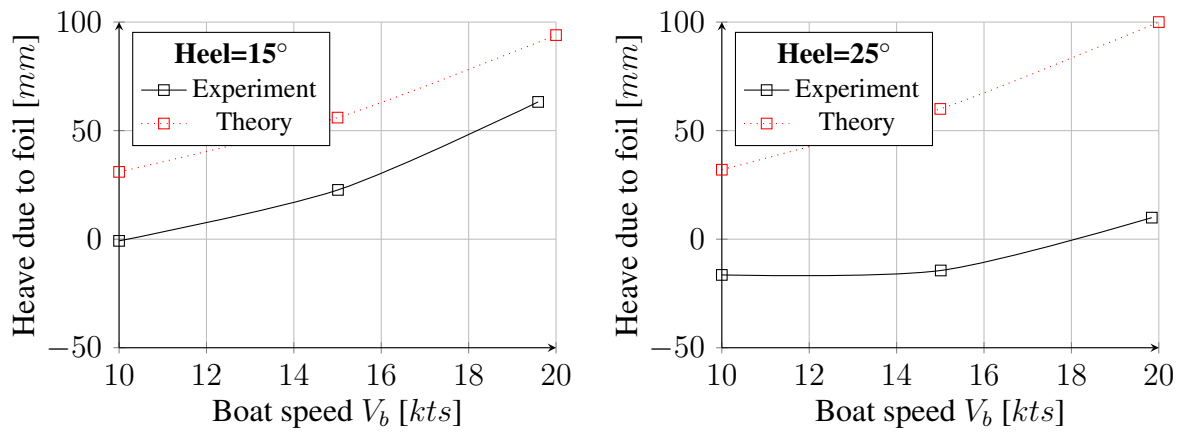 Heave due to foil [mm]
100
50
0
−50
Heel=15°
Experiment
Theory
10 12 14 16 18 20
Boat speed V_b [kts]
Heave due to foil [mm]
100
50
0
−50
Heel=25°
Experiment
Theory
10 12 14 16 18 20
Boat speed V_b [kts]